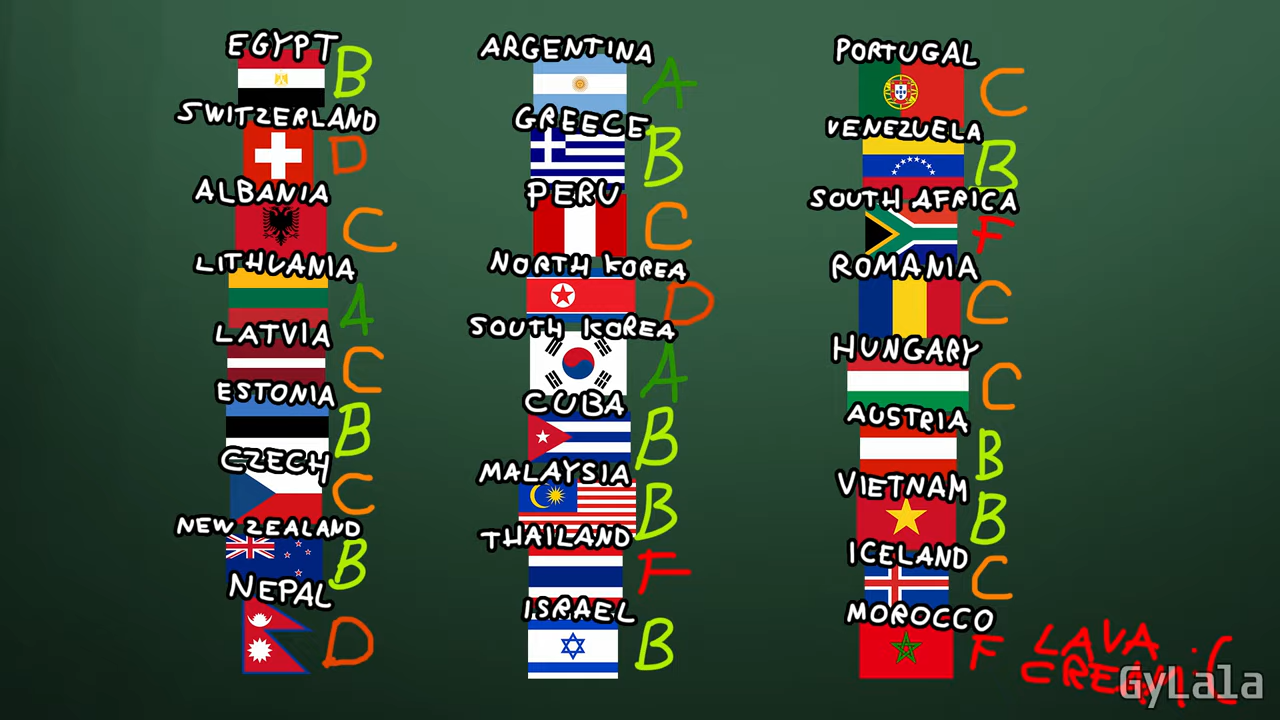 EGYPT B
SWITZERLAND D
ALBANIA C
LITHUANIA A
LATVIA C
ESTONIA B
CZECH C
NEW ZEALAND B
NEPAL D
ARGENTINA A
GREECE B
PERU C
NORTH KOREA D
SOUTH KOREA A
CUBA B
MALAYSIA B
THAILAND F
ISRAEL B
PORTUGAL C
VENEZUELA B
SOUTH AFRICA F
ROMANIA C
HUNGARY C
AUSTRIA B
VIETNAM B
ICELAND C
MOROCCO F
LAVA
CREAM :(
GyLala